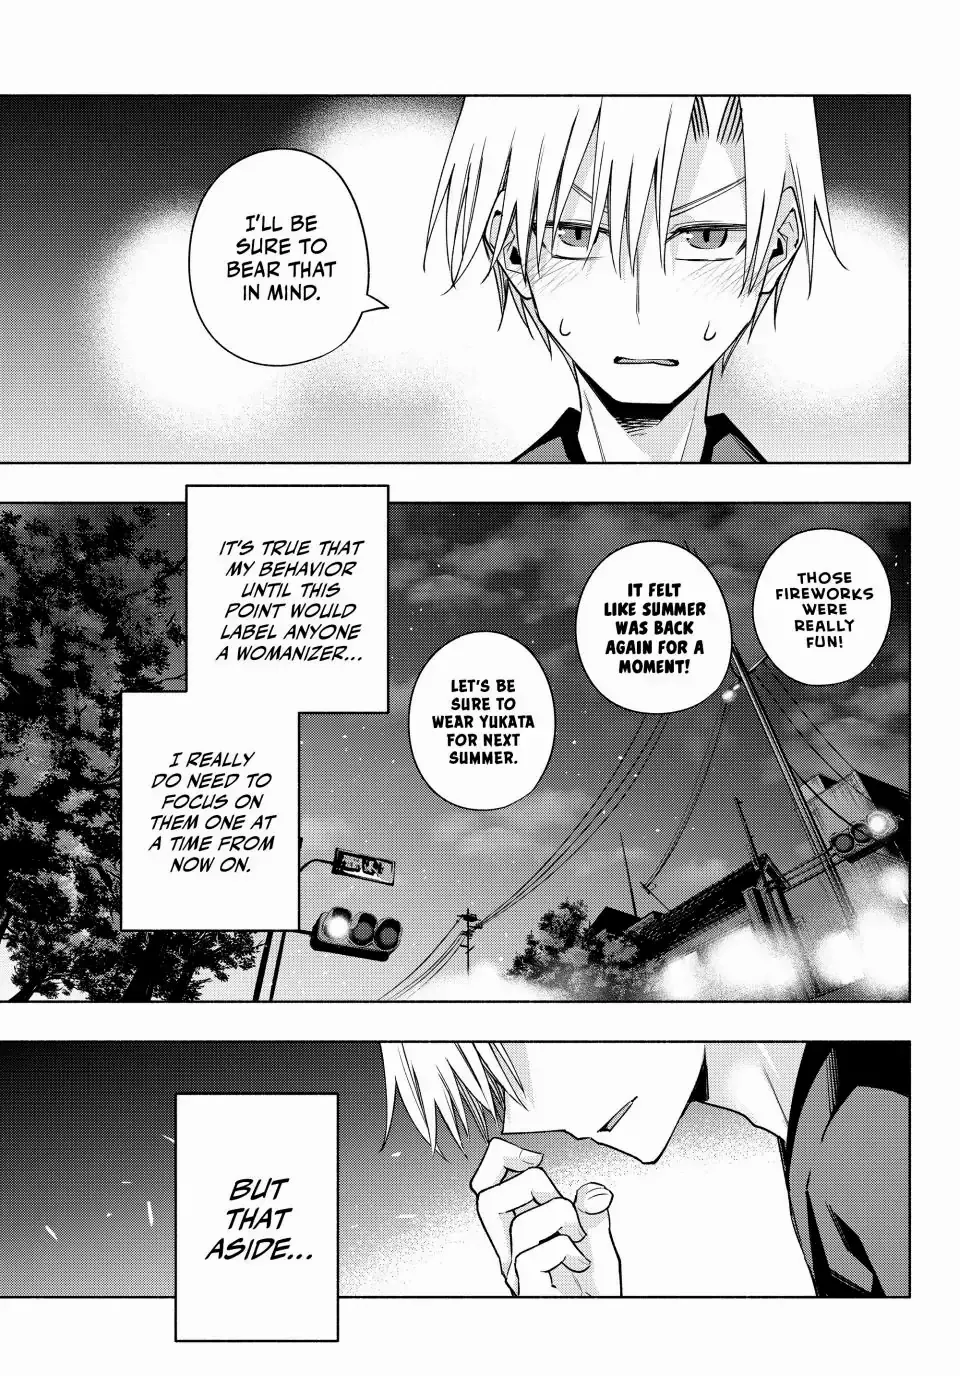 I'LL BE
SURE TO
BEAR THAT
IN MIND.
THOSE
FIREWORKS
WERE
REALLY
FUN!
IT FELT
LIKE SUMMER
WAS BACK
AGAIN FOR A
MOMENT!
LET'S BE
SURE TO
WEAR YUKATA
FOR NEXT
SUMMER.
IT'S TRUE THAT
MY BEHAVIOR
UNTIL THIS
POINT WOULD
LABEL ANYONE
A WOMANIZER...
I REALLY
DO NEED TO
FOCUS ON
THEM ONE AT
A TIME FROM
NOW ON.
BUT
THAT
ASIDE...